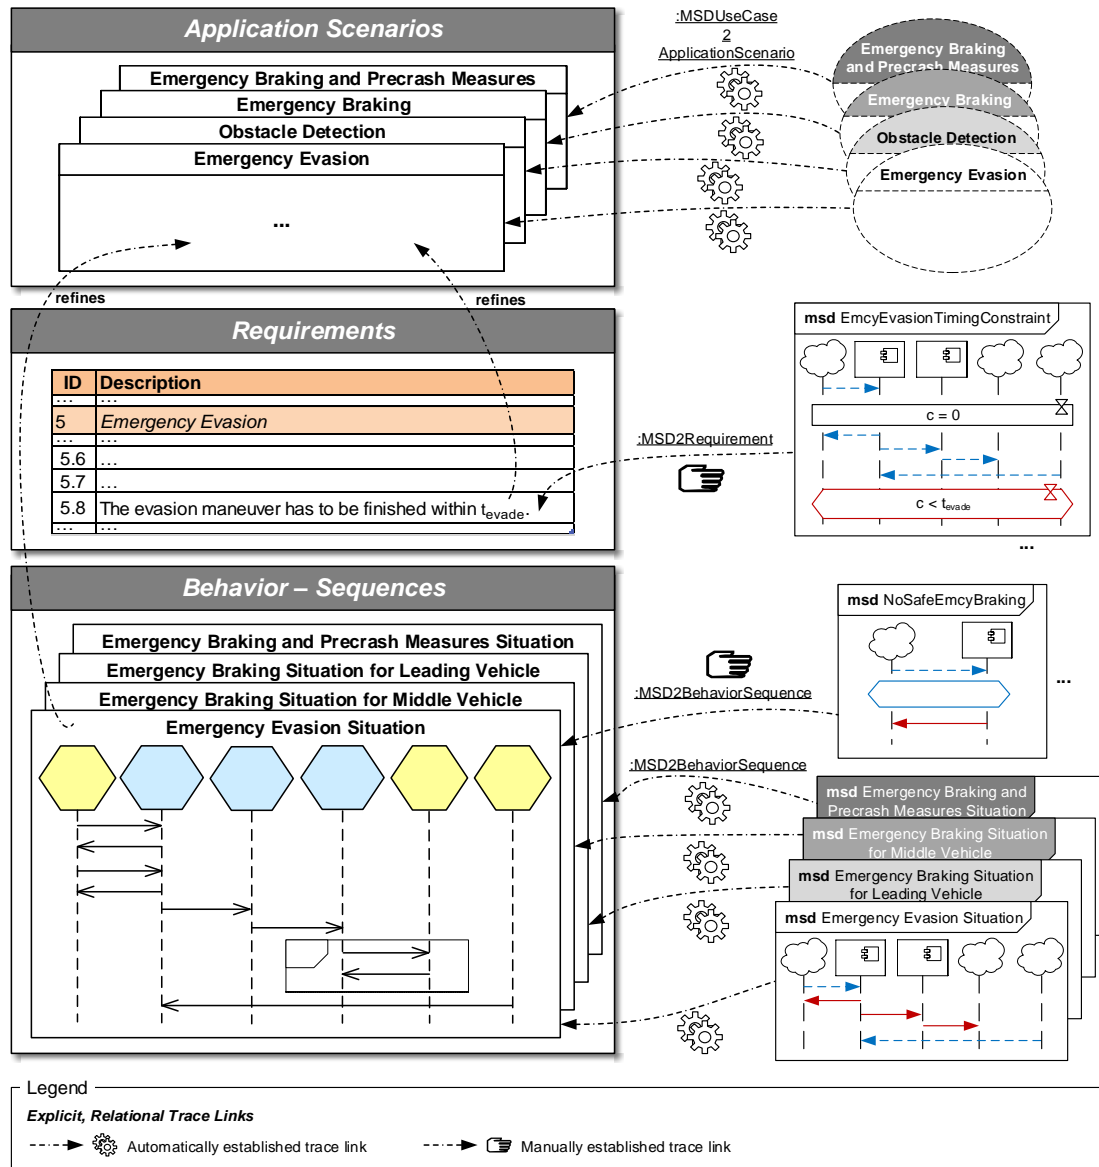 Application Scenarios
Emergency Braking and Precrash Measures
Emergency Braking
Obstacle Detection
Emergency Evasion
...
:MSDUseCase
2
ApplicationScenario
Emergency Braking
and Precrash Measures
Emergency Braking
Obstacle Detection
Emergency Evasion
refines
refines
Requirements
ID Description
... ...
5 Emergency Evasion
... ...
5.6 ...
5.7 ...
5.8 The evasion maneuver has to be finished within tevade.
... ...
:MSD2Requirement
msd EmcyEvasionTimingConstraint
c = 0
c < tevade
...
Behavior – Sequences
Emergency Braking and Precrash Measures Situation
Emergency Braking Situation for Leading Vehicle
Emergency Braking Situation for Middle Vehicle
Emergency Evasion Situation
:MSD2BehaviorSequence
msd NoSafeEmcyBraking
...
:MSD2BehaviorSequence
msd Emergency Braking and
Precrash Measures Situation
msd Emergency Braking Situation
for Middle Vehicle
msd Emergency Braking Situation
for Leading Vehicle
msd Emergency Evasion Situation
Legend
Explicit, Relational Trace Links
Automatically established trace link
Manually established trace link